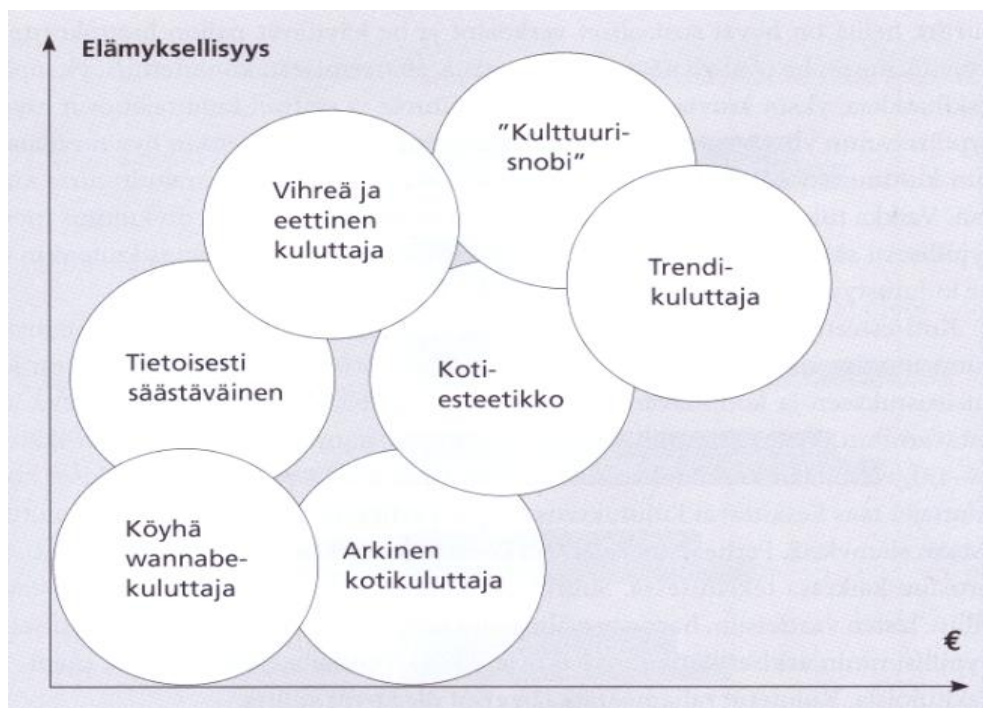 Elämyksellisyys
"Kulttuuri-
snobi"
Vihreä ja
eettinen
kuluttaja
Trendi-
kuluttaja
Tietoisesti
säästäväinen
Koti-
esteetikko
Köyhä
wannabe-
kuluttaja
Arkinen
kotikuluttaja
€